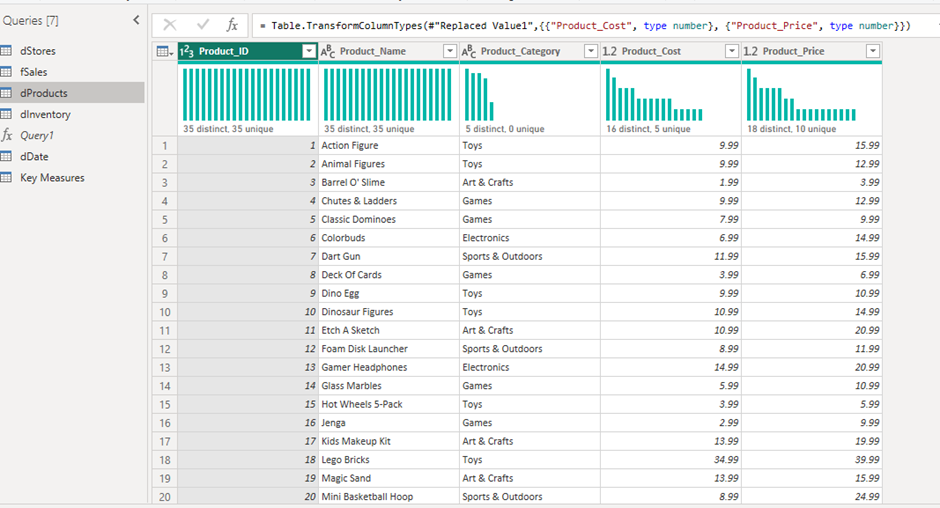 Queries [7]
dStores
fSales
dProducts
dInventory
fx Query1
dDate
Key Measures
fx = Table.TransformColumnTypes(#"Replaced Value1",{{"Product_Cost", type number}, {"Product_Price", type number}})
123 Product_ID ABC Product_Name ABC Product_Category 1.2 Product_Cost 1.2 Product_Price
35 distinct, 35 unique 35 distinct, 35 unique 5 distinct, 0 unique 16 distinct, 5 unique 18 distinct, 10 unique
1 1 Action Figure Toys 9.99 15.99
2 2 Animal Figures Toys 9.99 12.99
3 3 Barrel O' Slime Art & Crafts 1.99 3.99
4 4 Chutes & Ladders Games 9.99 12.99
5 5 Classic Dominoes Games 7.99 9.99
6 6 Colorbuds Electronics 6.99 14.99
7 7 Dart Gun Sports & Outdoors 11.99 15.99
8 8 Deck Of Cards Games 3.99 6.99
9 9 Dino Egg Toys 9.99 10.99
10 10 Dinosaur Figures Toys 10.99 14.99
11 11 Etch A Sketch Art & Crafts 10.99 20.99
12 12 Foam Disk Launcher Sports & Outdoors 8.99 11.99
13 13 Gamer Headphones Electronics 14.99 20.99
14 14 Glass Marbles Games 5.99 10.99
15 15 Hot Wheels 5-Pack Toys 3.99 5.99
16 16 Jenga Games 2.99 9.99
17 17 Kids Makeup Kit Art & Crafts 13.99 19.99
18 18 Lego Bricks Toys 34.99 39.99
19 19 Magic Sand Art & Crafts 13.99 15.99
20 20 Mini Basketball Hoop Sports & Outdoors 8.99 24.99